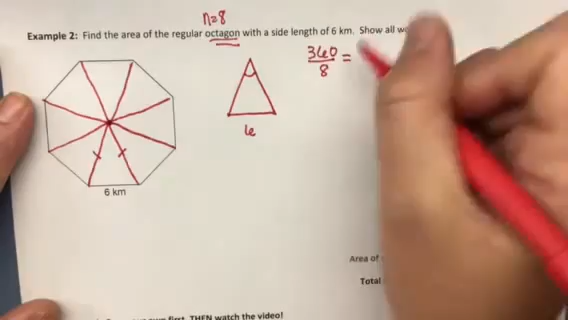 n=8
Example 2: Find the area of the regular octagon with a side length of 6 km. Show all
360
8
=
6
6 km
Area of
Total
first, THEN watch the video!